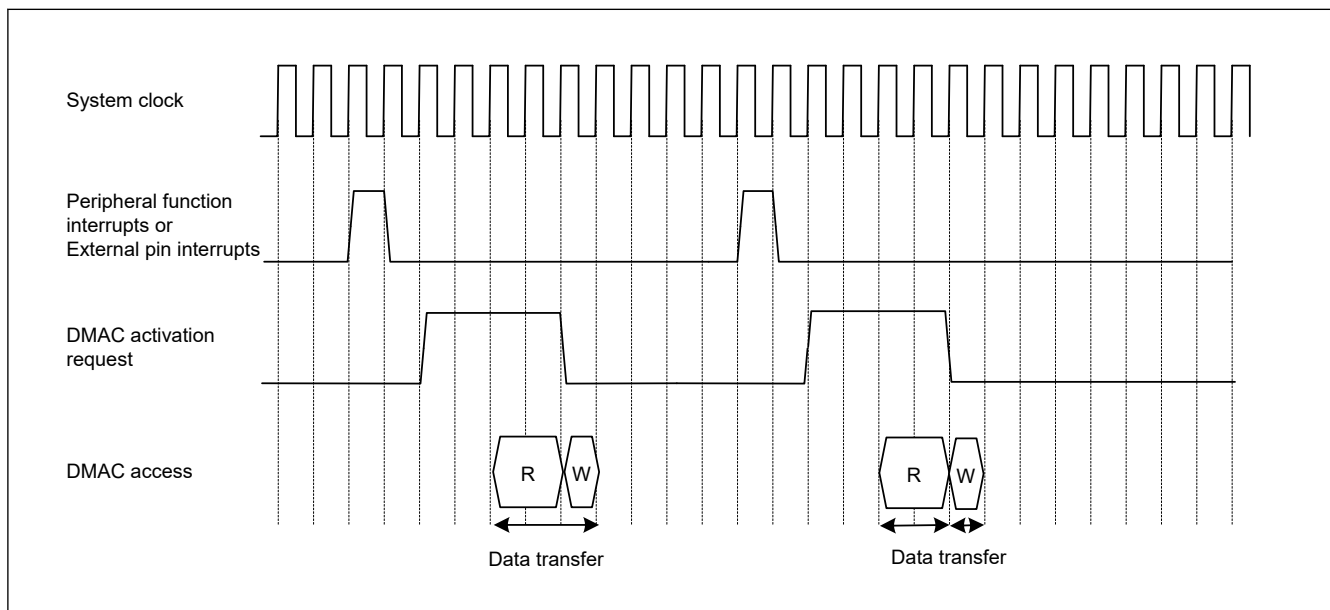 System clock
Peripheral function
interrupts or
External pin interrupts
DMAC activation
request
DMAC access
R
W
R
W
Data transfer
Data transfer